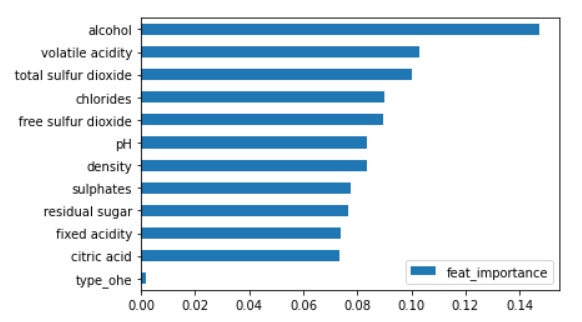 alcohol
volatile acidity
total sulfur dioxide
chlorides
free sulfur dioxide
pH
density
sulphates
residual sugar
fixed acidity
citric acid
type_ohe
feat_importance
0.00 0.02 0.04 0.06 0.08 0.10 0.12 0.14